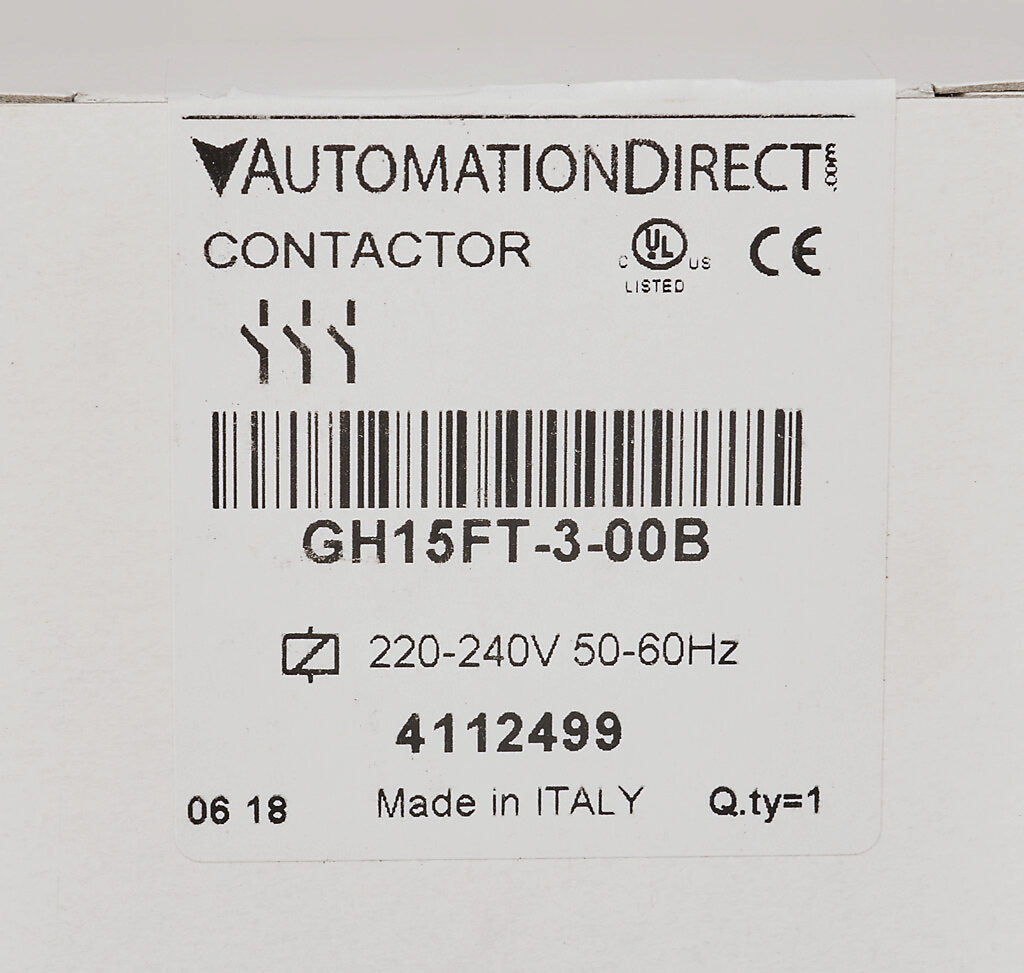 AUTOMATIONDIRECT.com
CONTACTOR
C UL US
LISTED
CE
GH15FT-3-00B
220-240V 50-60Hz
4112499
06 18 Made in ITALY Q.ty=1